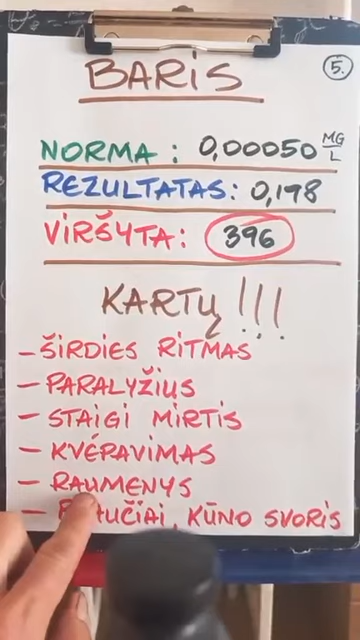 BARIS
5.
NORMA : 0,00050 MG/L
REZULTATAS: 0,198
VIRŠYTA: 396
KARTŲ !!!
- ŠIRDIES RITMAS
- PARALYŽIUS
- STAIGI MIRTIS
- KVĖPAVIMAS
- RAUMENYS
- KŪNO SVORIS